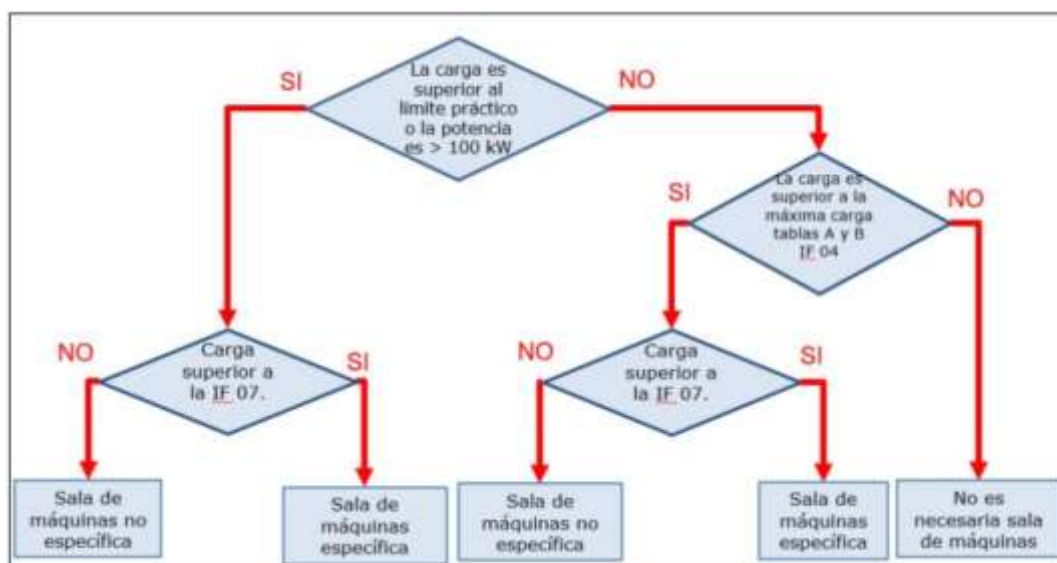 SI
La carga es
superior al
límite práctico
o la potencia
es > 100 kW
NO
SI
La carga es
superior a la
máxima carga
tablas A y B
IF 04
NO
NO
Carga
superior a
la IF 07.
SI
NO
Carga
superior a
la IF 07.
SI
Sala de
máquinas no
específica
Sala de
máquinas
específica
Sala de
máquinas no
específica
Sala de
máquinas
específica
No es
necesaria sala
de máquinas